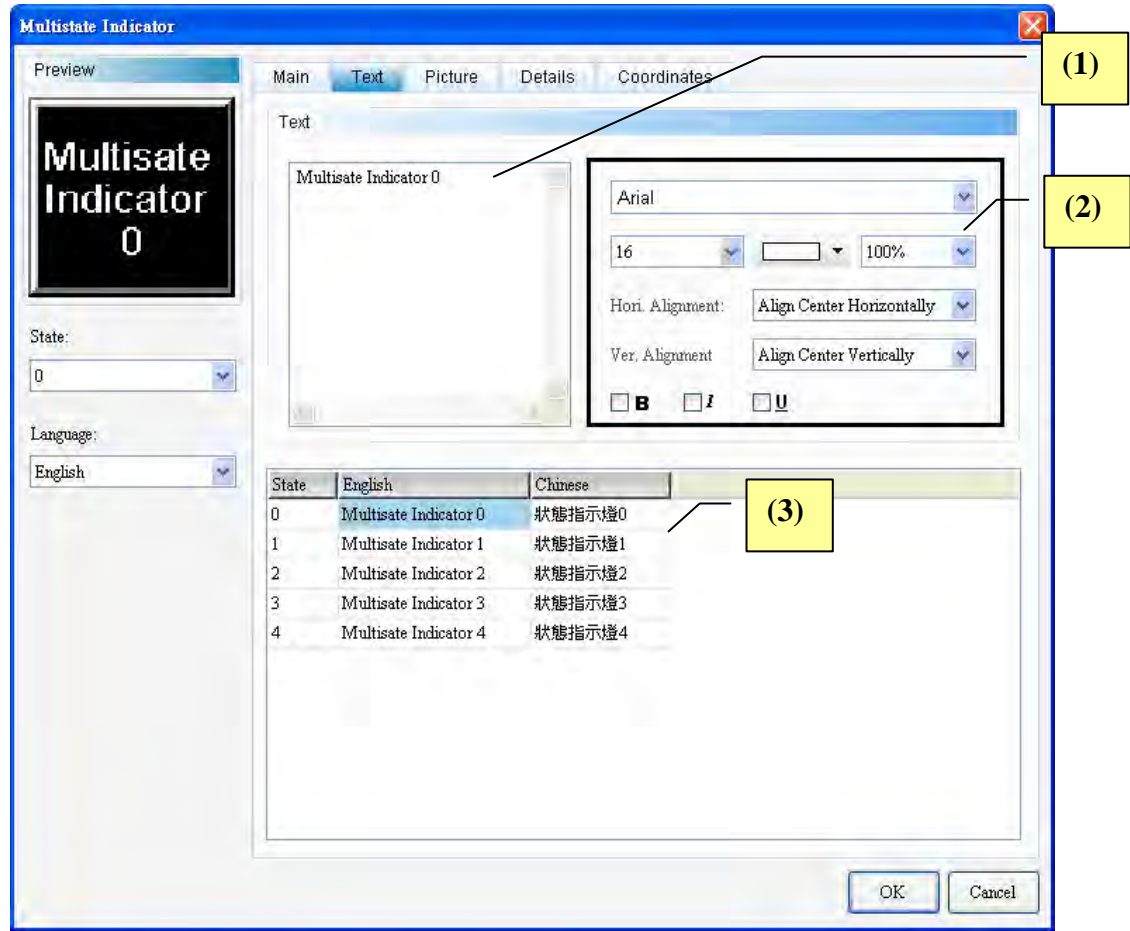 Multistate Indicator
(1)
Preview
Main Text Picture Details Coordinates
Text
Multisate
Indicator
0
Multisate Indicator 0
Arial
(2)
16 100%
Hori. Alignment: Align Center Horizontally
Ver. Alignment Align Center Vertically
B I U
State:
0
Language:
English
State English Chinese
(3)
0 Multisate Indicator 0 狀態指示燈0
1 Multisate Indicator 1 狀態指示燈1
2 Multisate Indicator 2 狀態指示燈2
3 Multisate Indicator 3 狀態指示燈3
4 Multisate Indicator 4 狀態指示燈4
OK Cancel